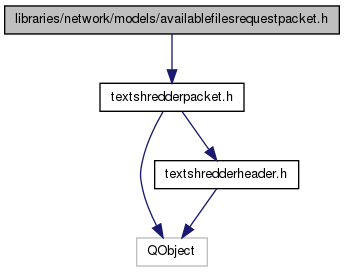 libraries/network/models/availablefilesrequestpacket.h
textshredderpacket.h
textshredderheader.h
QObject